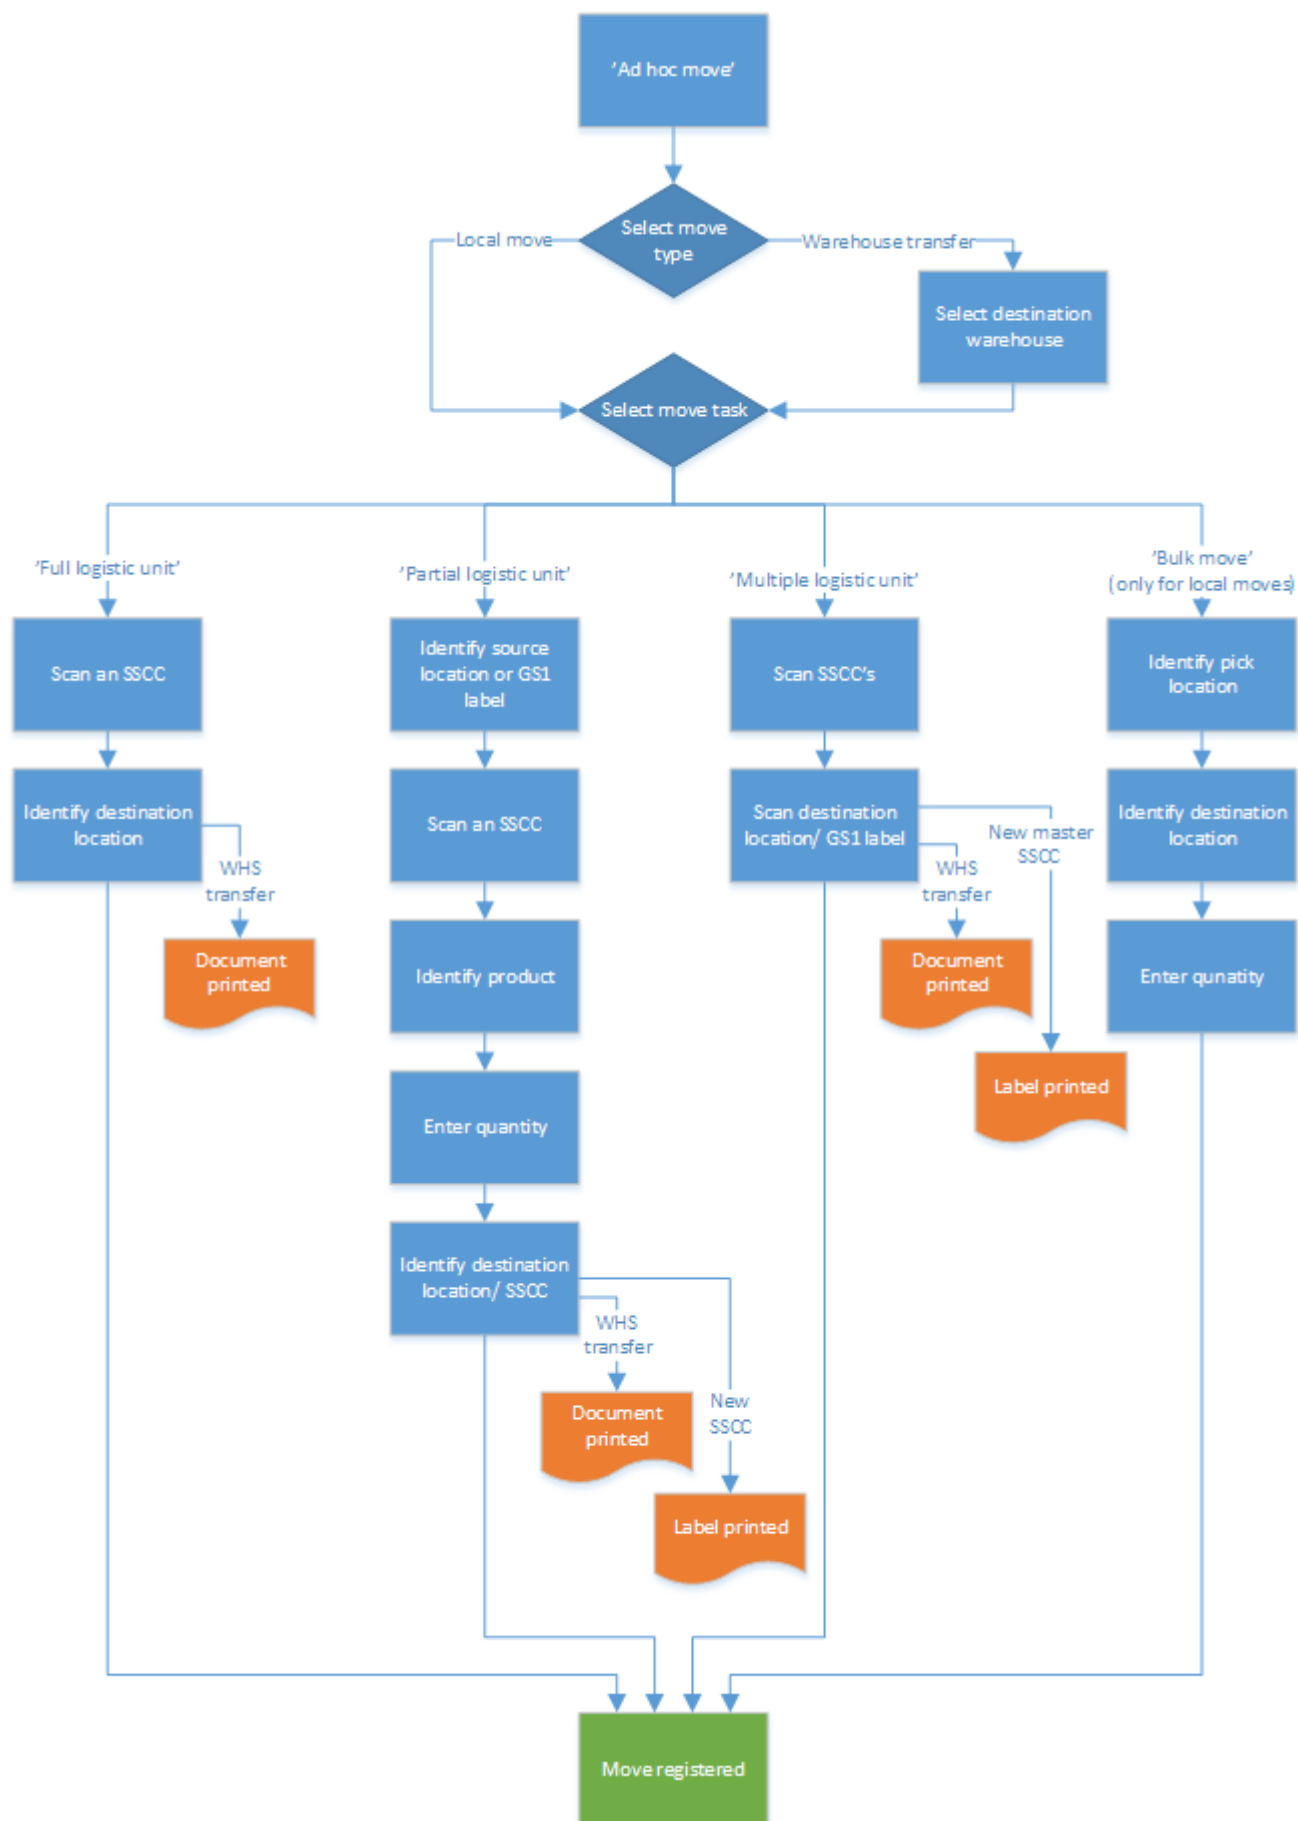 ’Ad hoc move’
Select move
type
Local move
Warehouse transfer
Select destination
warehouse
Select move task
’Full logistic unit’
’Partial logistic unit’
’Multiple logistic unit’
’Bulk move’
(only for local moves)
Scan an SSCC
Identify source
location or GS1
label
Scan SSCC’s
Identify pick
location
Identify destination
location
Scan an SSCC
Scan destination
location/ GS1 label
New master
SSCC
Identify destination
location
WHS
transfer
WHS
transfer
Document
printed
Identify product
Document
printed
Enter qunatity
Label printed
Enter quantity
Identify destination
location/ SSCC
WHS
transfer
New
SSCC
Document
printed
Label printed
Move registered